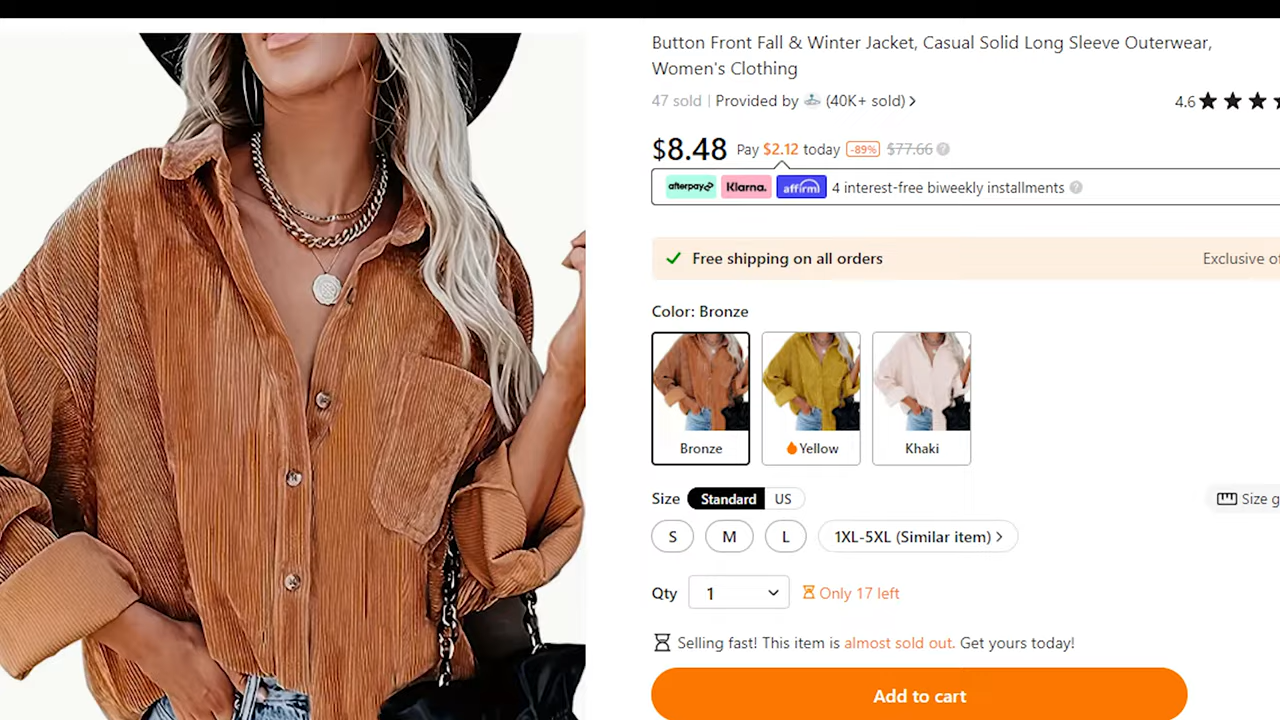 Button Front Fall & Winter Jacket, Casual Solid Long Sleeve Outerwear,
Women's Clothing
47 sold | Provided by (40K+ sold) >
4.6
$8.48 Pay $2.12 today -89% $77.66
afterpay Klarna. affirm 4 interest-free biweekly installments
Free shipping on all orders Exclusive
Color: Bronze
Bronze Yellow Khaki
Size Standard US Size
S M L 1XL-5XL (Similar item) >
Qty 1 Only 17 left
Selling fast! This item is almost sold out. Get yours today!
Add to cart